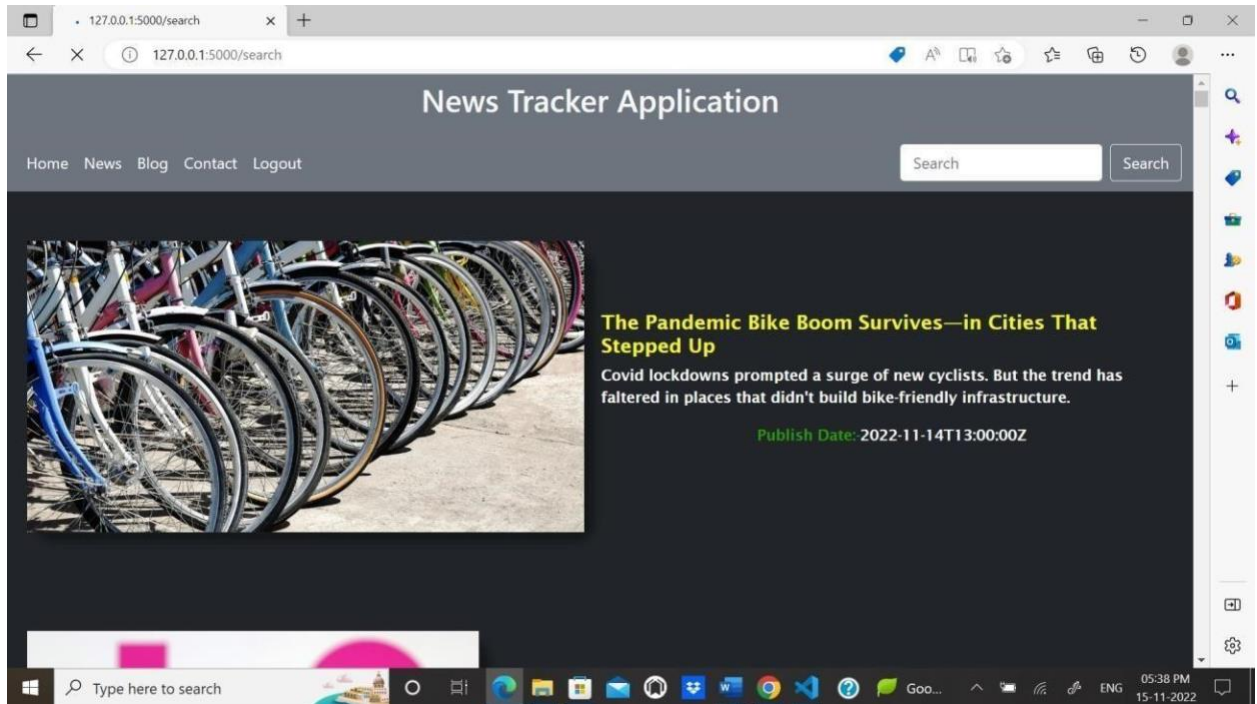 127.0.0.1:5000/search
127.0.0.1:5000/search
News Tracker Application
Home News Blog Contact Logout
Search
Search
The Pandemic Bike Boom Survives—in Cities That
Stepped Up
Covid lockdowns prompted a surge of new cyclists. But the trend has
faltered in places that didn't build bike-friendly infrastructure.
Publish Date:-2022-11-14T13:00:00Z
Type here to search
Goo...
ENG
05:38 PM
15-11-2022